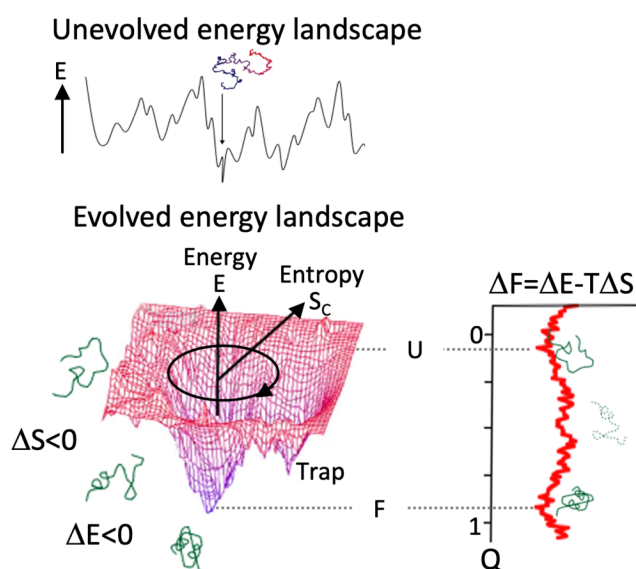 Unevolved energy landscape
E
Evolved energy landscape
Energy
E
Entropy
S_C
ΔF=ΔE-TΔS
0
U
ΔS<0
Trap
ΔE<0
F
1
Q